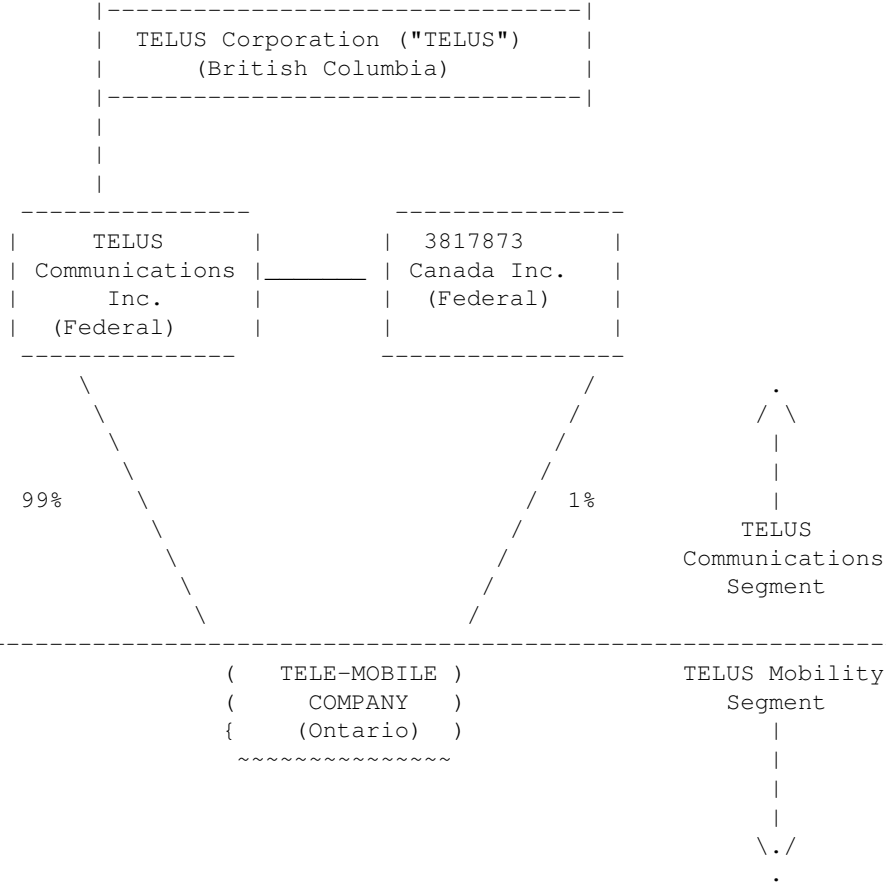 TELUS Corporation ("TELUS")
(British Columbia)
TELUS
Communications
Inc.
(Federal)
3817873
Canada Inc.
(Federal)
99%
1%
TELUS
Communications
Segment
TELE-MOBILE
COMPANY
(Ontario)
TELUS Mobility
Segment